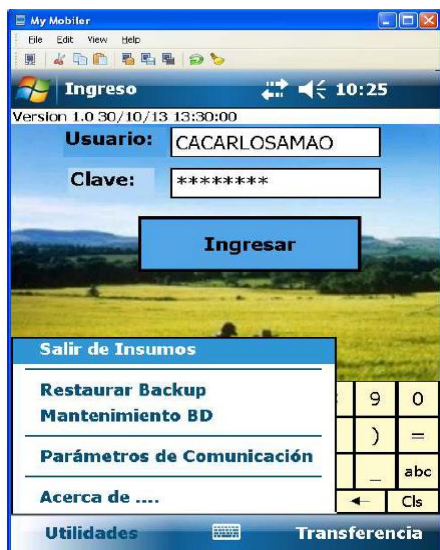 My Mobiler
File Edit View Help
Ingreso 10:25
Version 1.0 30/10/13 13:30:00
Usuario: CACARLOSAMAO
Clave: ********
Ingresar
Salir de Insumos
Restaurar Backup
Mantenimiento BD
Parámetros de Comunicación
Acerca de ....
9 0
) =
_ abc
← Cls
Utilidades Transferencia